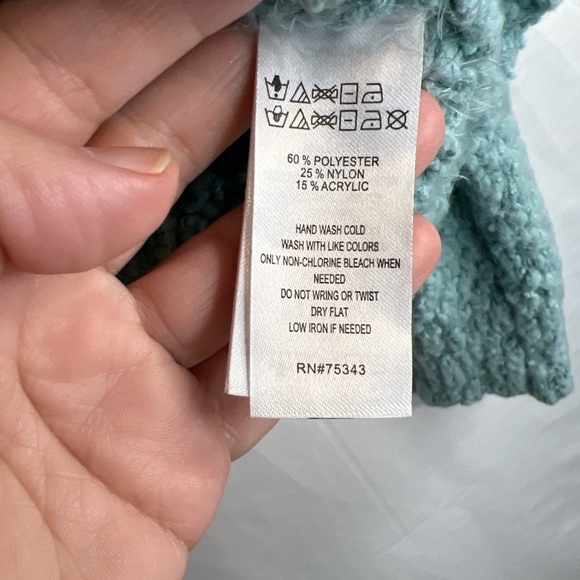 60 % POLYESTER
25 % NYLON
15 % ACRYLIC
HAND WASH COLD
WASH WITH LIKE COLORS
ONLY NON-CHLORINE BLEACH WHEN
NEEDED
DO NOT WRING OR TWIST
DRY FLAT
LOW IRON IF NEEDED
RN#75343